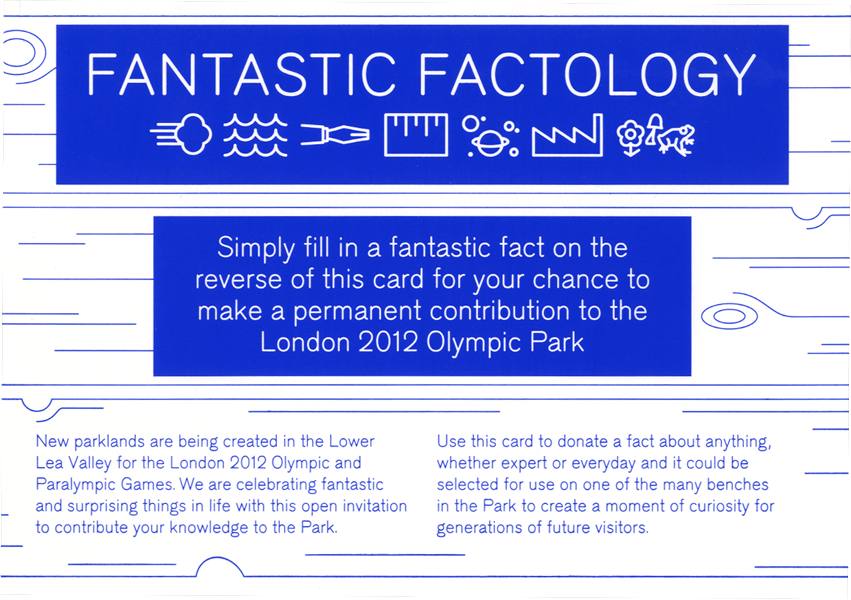 FANTASTIC FACTOLOGY
Simply fill in a fantastic fact on the
reverse of this card for your chance to
make a permanent contribution to the
London 2012 Olympic Park
New parklands are being created in the Lower
Lea Valley for the London 2012 Olympic and
Paralympic Games. We are celebrating fantastic
and surprising things in life with this open invitation
to contribute your knowledge to the Park.
Use this card to donate a fact about anything,
whether expert or everyday and it could be
selected for use on one of the many benches
in the Park to create a moment of curiosity for
generations of future visitors.